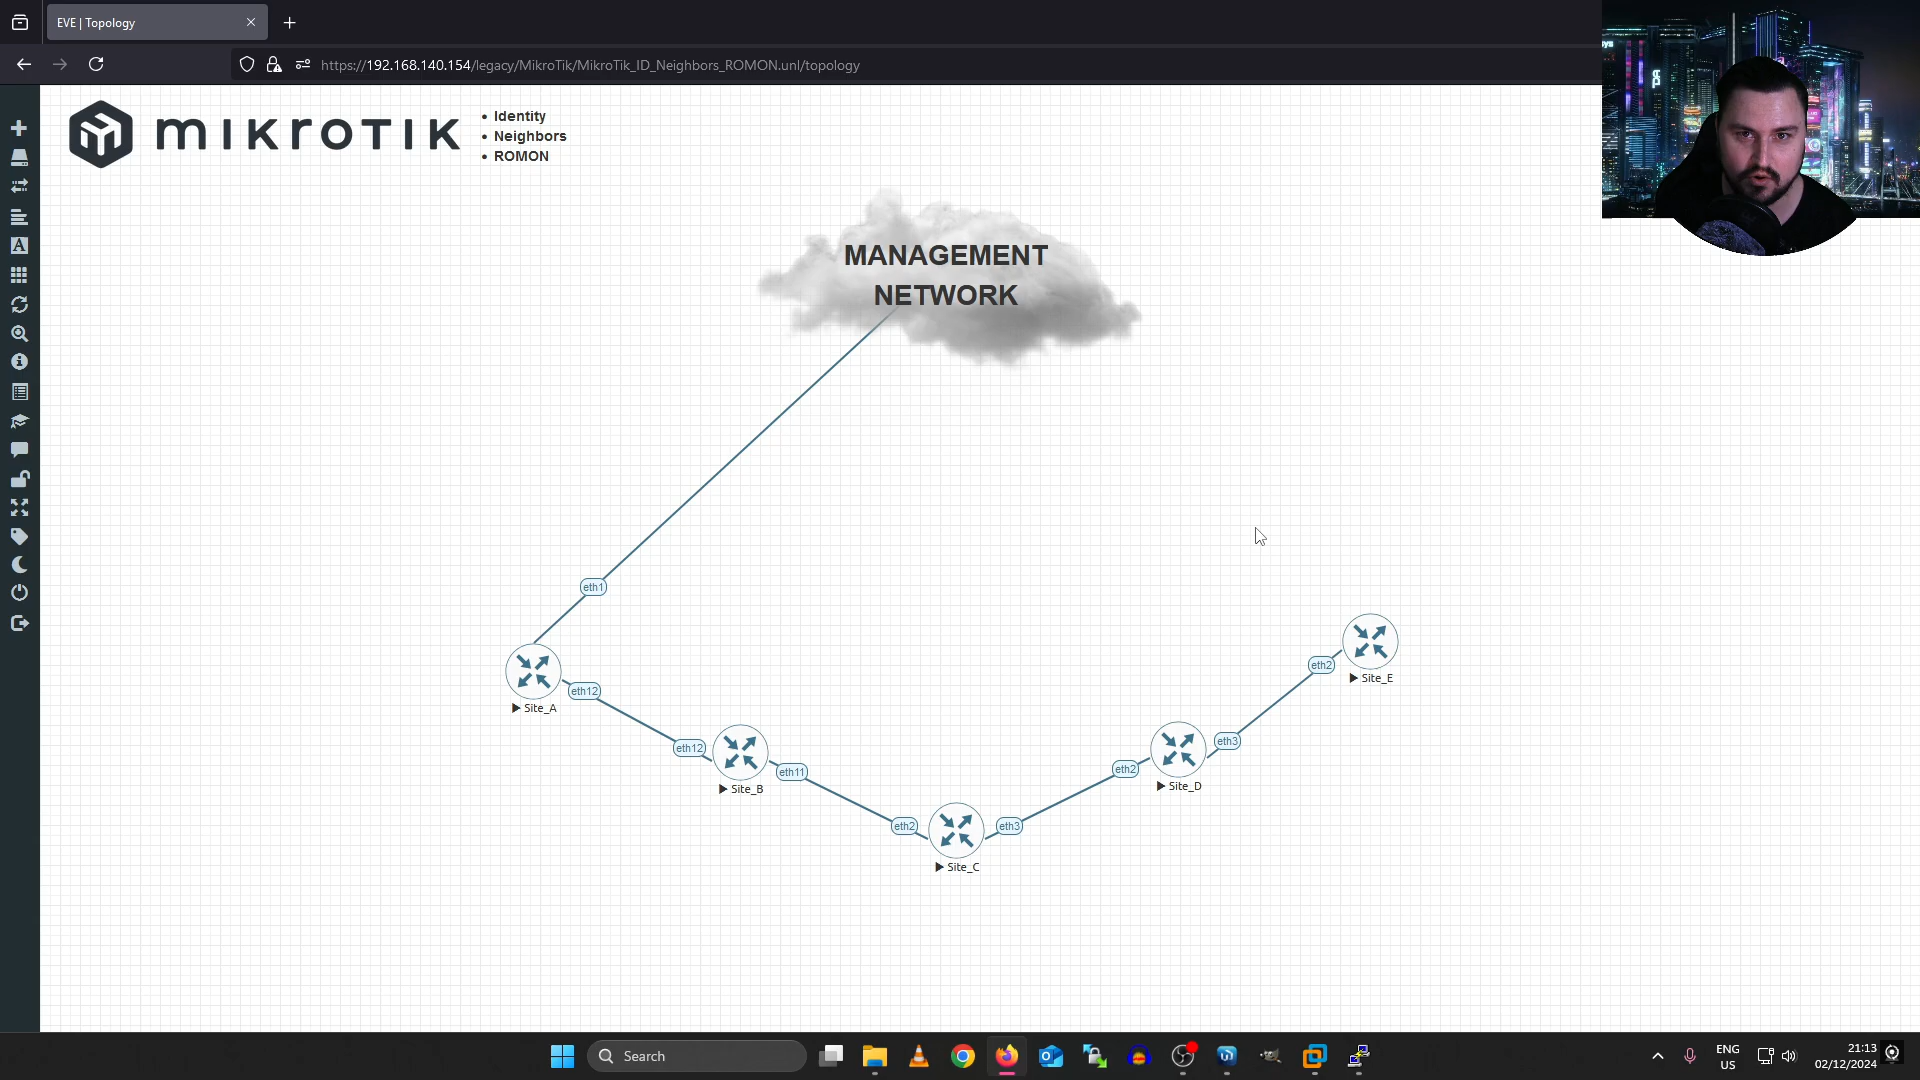 EVE | Topology
https://192.168.140.154/legacy/MikroTik/MikroTik_ID_Neighbors_ROMON.unl/topology
MIKROTIK
• Identity
• Neighbors
• ROMON
MANAGEMENT
NETWORK
eth1
Site_A
eth12
eth12
Site_B
eth11
eth2
Site_C
eth3
eth2
Site_D
eth3
eth2
Site_E
Search
ENG
US
21:13
02/12/2024